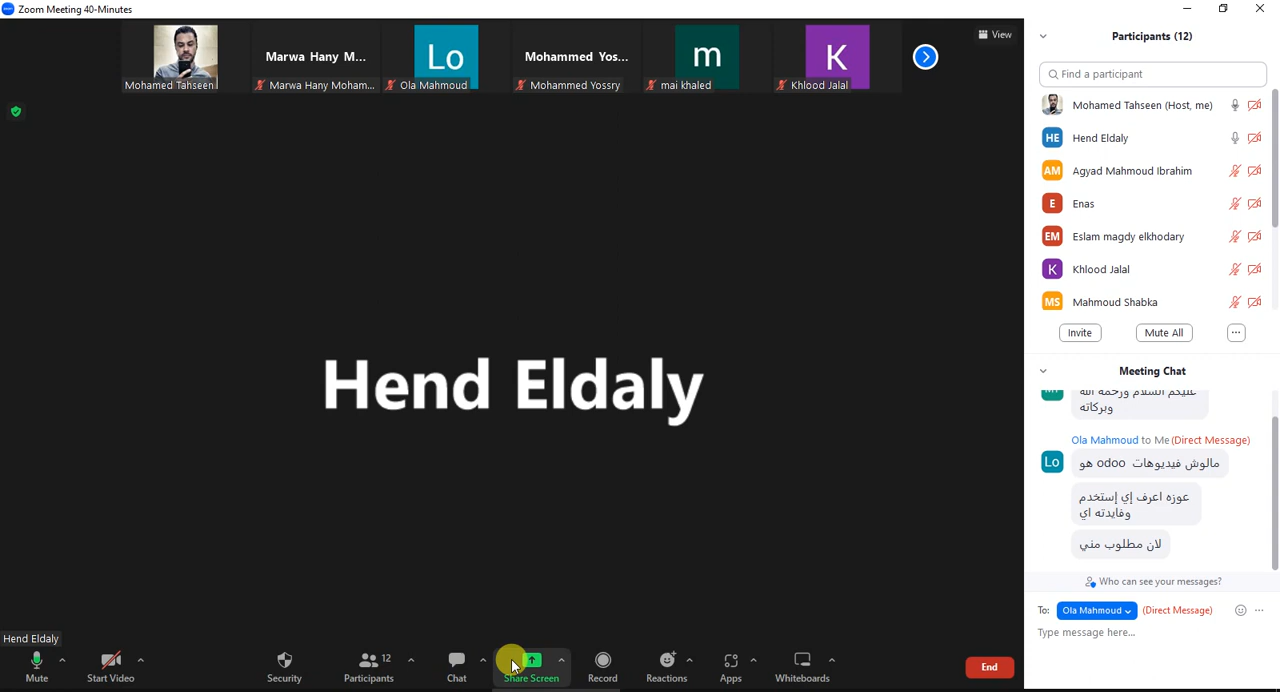 Zoom Meeting 40-Minutes
View
Mohamed Tahseen
Marwa Hany M...
Marwa Hany Moham...
Lo
Ola Mahmoud
Mohammed Yos...
Mohammed Yossry
m
mai khaled
K
Khlood Jalal
Hend Eldaly
Hend Eldaly
Mute
Start Video
Security
12
Participants
Chat
Share Screen
Record
Reactions
Apps
Whiteboards
End
Participants (12)
Find a participant
Mohamed Tahseen (Host, me)
HE Hend Eldaly
AM Agyad Mahmoud Ibrahim
E Enas
EM Eslam magdy elkhodary
K Khlood Jalal
MS Mahmoud Shabka
Invite
Mute All
...
Meeting Chat
عليكم السلام ورحمة الله
وبركاته
Ola Mahmoud to Me (Direct Message)
Lo
هو odoo مالوش فيديوهات
عوزه اعرف إي إستخدم
وفايدته اي
لان مطلوب مني
Who can see your messages?
To: Ola Mahmoud (Direct Message)
Type message here...